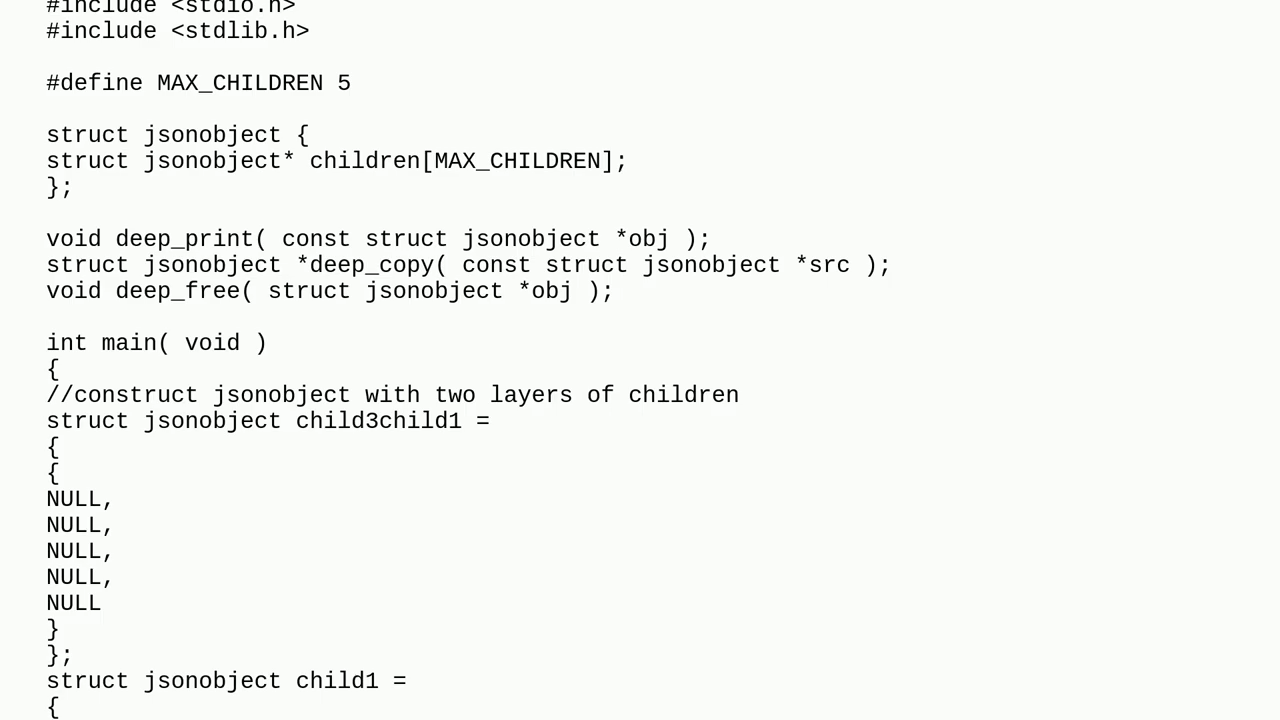 #include <stdio.h>
#include <stdlib.h>
#define MAX_CHILDREN 5
struct jsonobject {
struct jsonobject* children[MAX_CHILDREN];
};
void deep_print( const struct jsonobject *obj );
struct jsonobject *deep_copy( const struct jsonobject *src );
void deep_free( struct jsonobject *obj );
int main( void )
{
//construct jsonobject with two layers of children
struct jsonobject child3child1 =
{
{
NULL,
NULL,
NULL,
NULL,
NULL
}
};
struct jsonobject child1 =
{